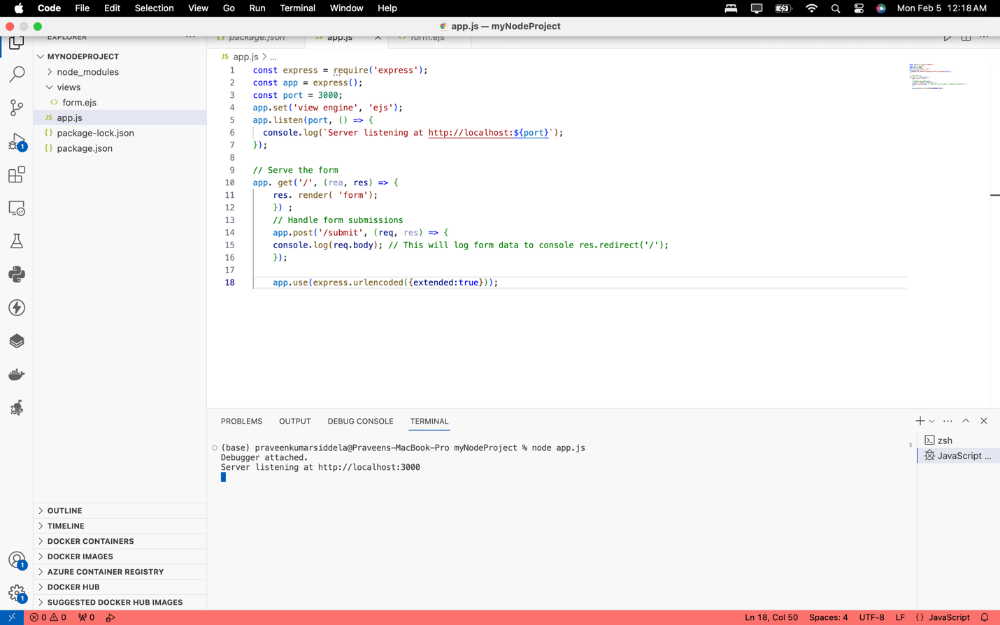 Code File Edit Selection View Go Run Terminal Window Help Mon Feb 5 12:18 AM
app.js — myNodeProject
EXPLORER ...
{} package.json JS app.js <> form.ejs
MYNODEPROJECT
node_modules
views
<> form.ejs
JS app.js
{} package-lock.json
{} package.json
OUTLINE
TIMELINE
DOCKER CONTAINERS
DOCKER IMAGES
AZURE CONTAINER REGISTRY
DOCKER HUB
SUGGESTED DOCKER HUB IMAGES
1
1
1
JS app.js > ...
1 const express = require('express');
2 const app = express();
3 const port = 3000;
4 app.set('view engine', 'ejs');
5 app.listen(port, () => {
6 console.log(`Server listening at http://localhost:${port}`);
7 });
8
9 // Serve the form
10 app. get('/', (rea, res) => {
11 res. render( 'form');
12 }) ;
13 // Handle form submissions
14 app.post('/submit', (req, res) => {
15 console.log(req.body); // This will log form data to console res.redirect('/');
16 });
17
18 app.use(express.urlencoded({extended:true}));
PROBLEMS OUTPUT DEBUG CONSOLE TERMINAL
(base) praveenkumarsiddela@Praveens-MacBook-Pro myNodeProject % node app.js
Debugger attached.
Server listening at http://localhost:3000
zsh
JavaScript ...
0 0 0 Ln 18, Col 50 Spaces: 4 UTF-8 LF {} JavaScript